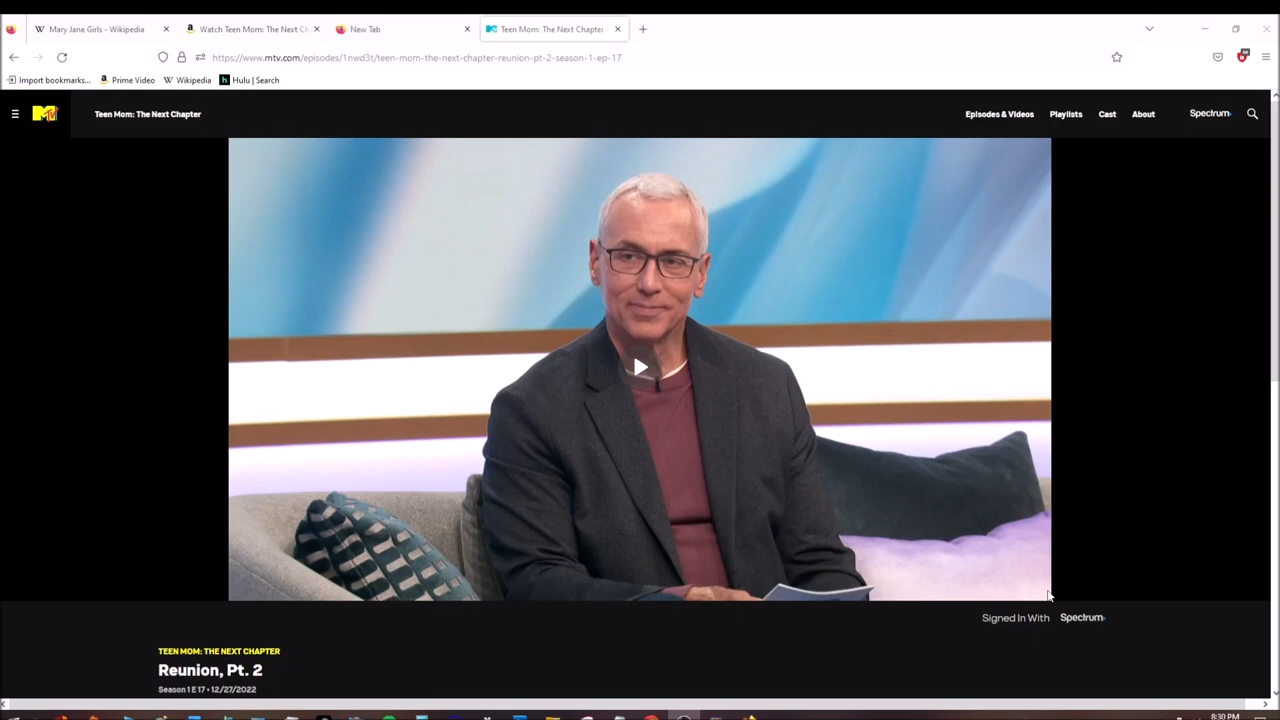 Mary Jane Girls - Wikipedia
Watch Teen Mom: The Next Ch
New Tab
Teen Mom: The Next Chapter
https://www.mtv.com/episodes/1nwd3t/teen-mom-the-next-chapter-reunion-pt-2-season-1-ep-17
Import bookmarks...
Prime Video
Wikipedia
Hulu | Search
MTV
Teen Mom: The Next Chapter
Episodes & Videos
Playlists
Cast
About
Spectrum
Signed In With Spectrum
TEEN MOM: THE NEXT CHAPTER
Reunion, Pt. 2
Season 1 E 17 • 12/27/2022
8:30 PM